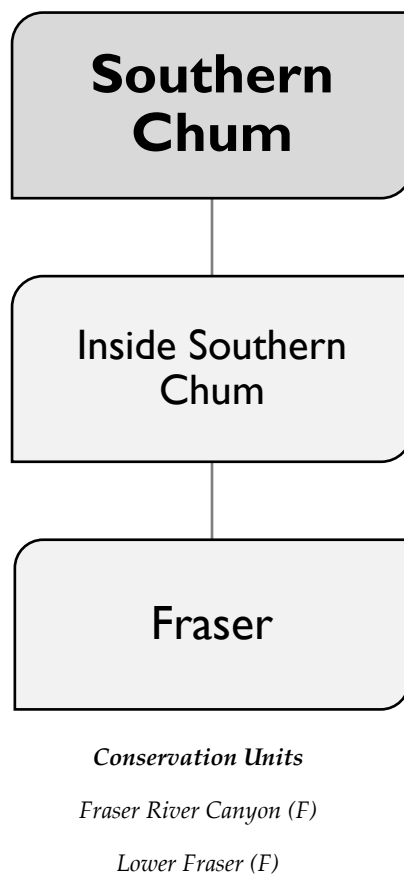 Southern
Chum
Inside Southern
Chum
Fraser
Conservation Units
Fraser River Canyon (F)
Lower Fraser (F)